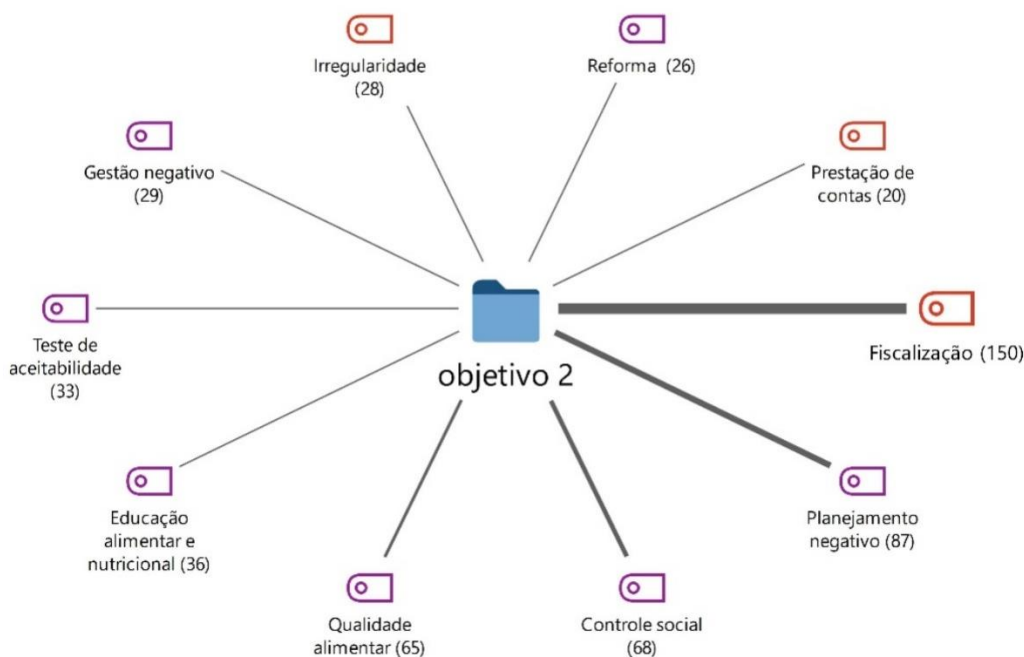 Irregularidade
(28)
Reforma (26)
Gestão negativo
(29)
Prestação de
contas (20)
Teste de
aceitabilidade
(33)
objetivo 2
Fiscalização (150)
Educação
alimentar e
nutricional (36)
Planejamento
negativo (87)
Qualidade
alimentar (65)
Controle social
(68)